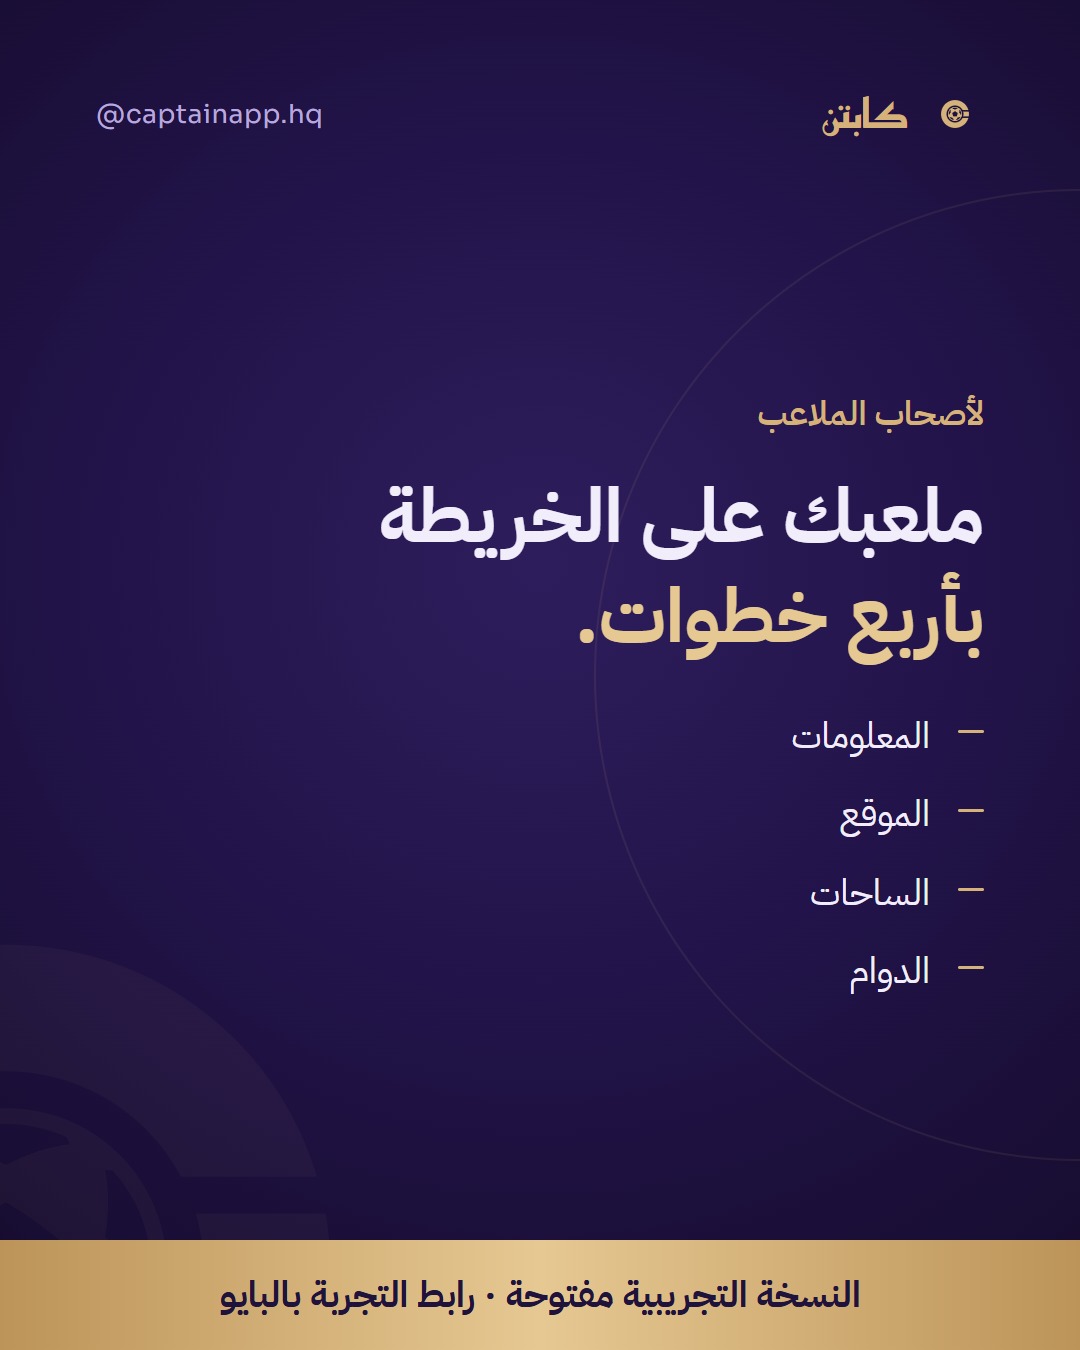 كابتن
@captainapp.hq
لأصحاب الملاعب
ملعبك على الخريطة
بأربع خطوات.
— المعلومات
— الموقع
— الساحات
— الدوام
النسخة التجريبية مفتوحة · رابط التجربة بالبايو